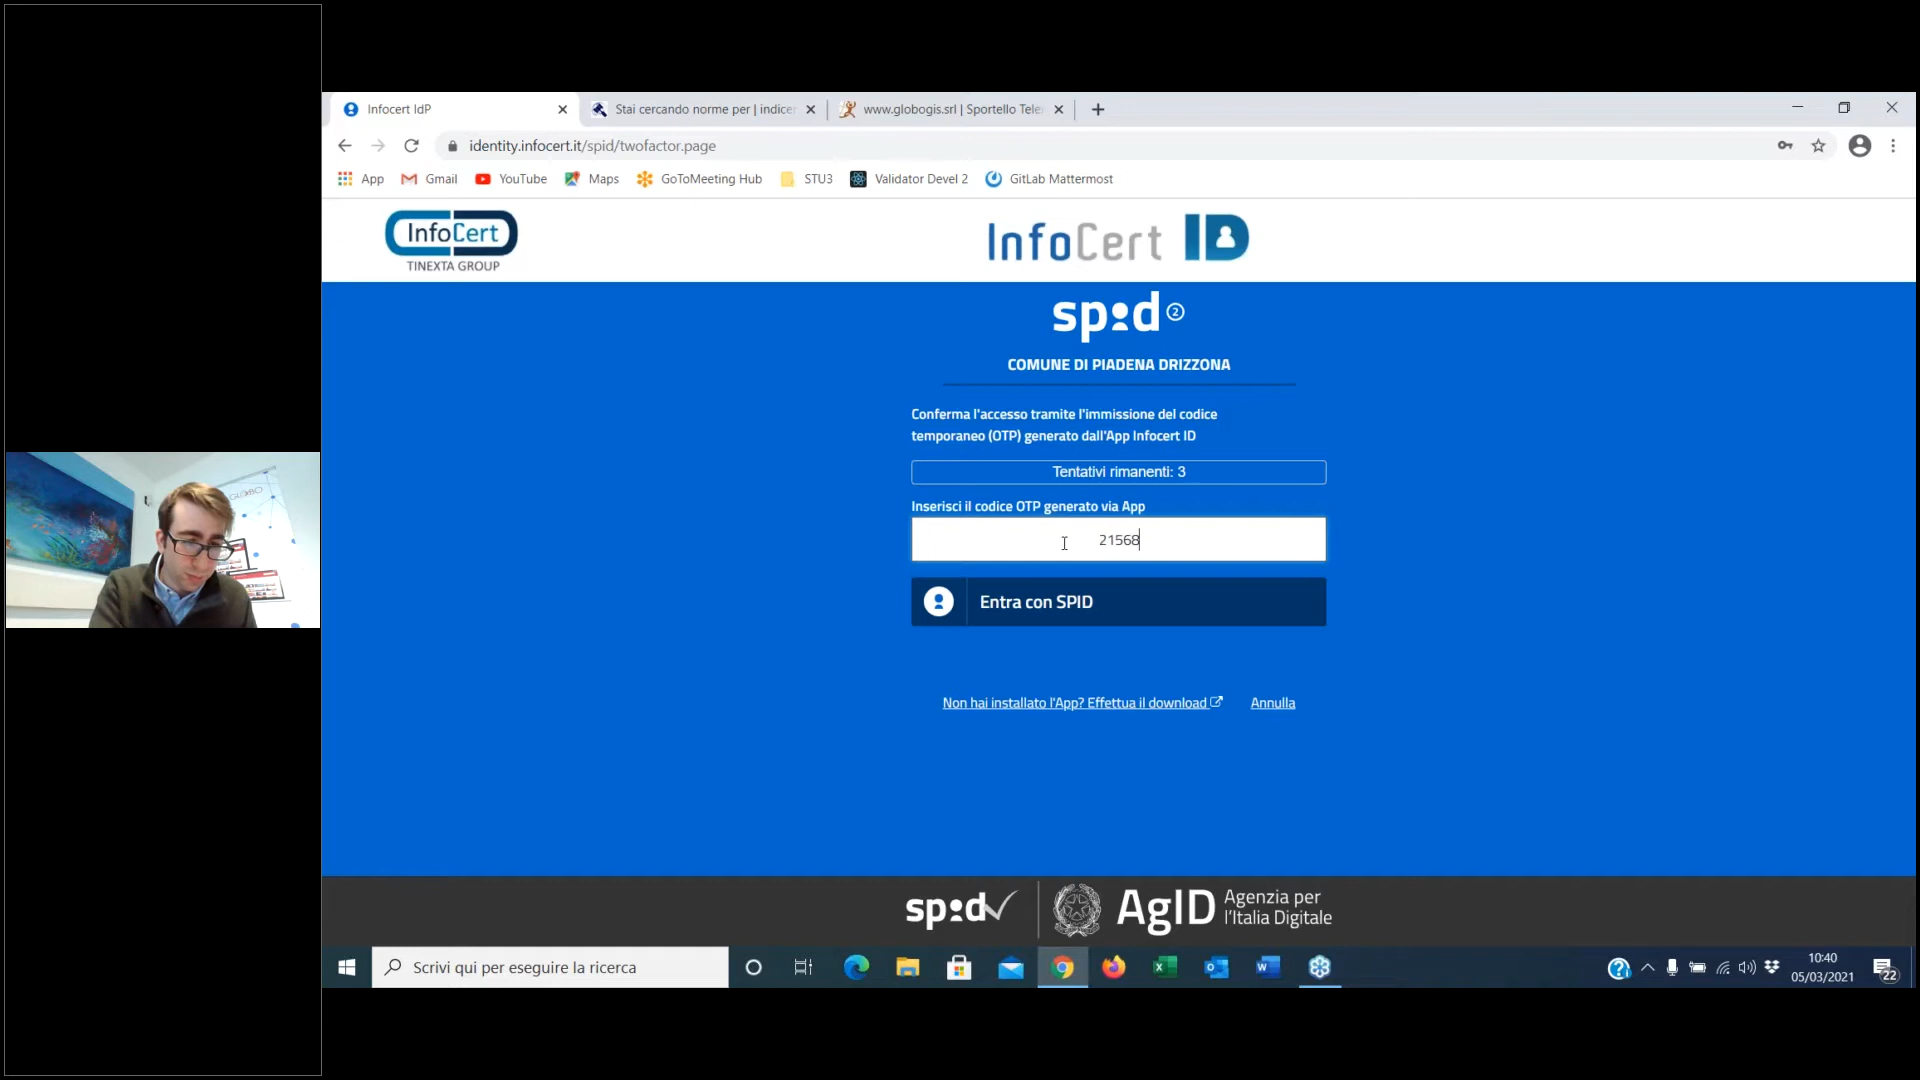 Infocert IdP
Stai cercando norme per | indicer
www.globogis.srl | Sportello Tele
identity.infocert.it/spid/twofactor.page
App
Gmail
YouTube
Maps
GoToMeeting Hub
STU3
Validator Devel 2
GitLab Mattermost
InfoCert
TINEXTA GROUP
InfoCert ID
spid 2
COMUNE DI PIADENA DRIZZONA
Conferma l'accesso tramite l'immissione del codice
temporaneo (OTP) generato dall'App Infocert ID
Tentativi rimanenti: 3
Inserisci il codice OTP generato via App
21568
Entra con SPID
Non hai installato l'App? Effettua il download
Annulla
spid
AgID
Agenzia per
l'Italia Digitale
Scrivi qui per eseguire la ricerca
10:40
05/03/2021
22